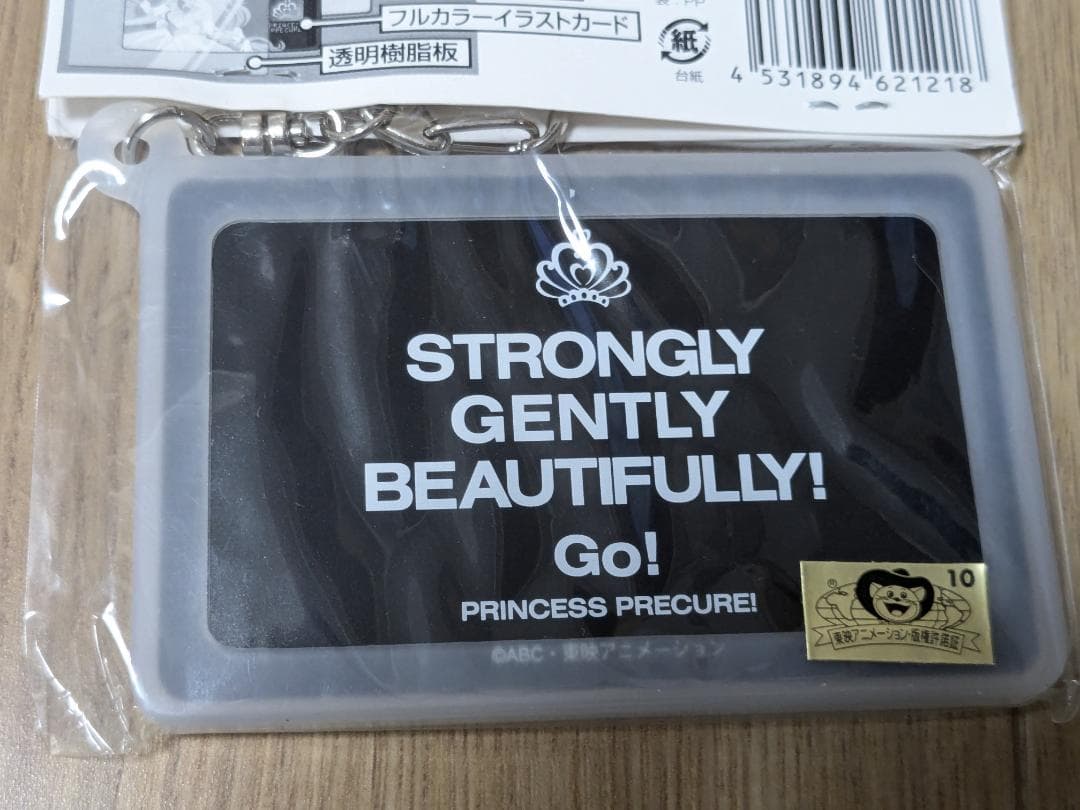 フルカラーイラストカード
透明樹脂板
紙
台紙
4 531894 621218
STRONGLY
GENTLY
BEAUTIFULLY!
Go!
PRINCESS PRECURE!
©ABC・東映アニメーション
10
®
東映アニメーション・版権許諾証